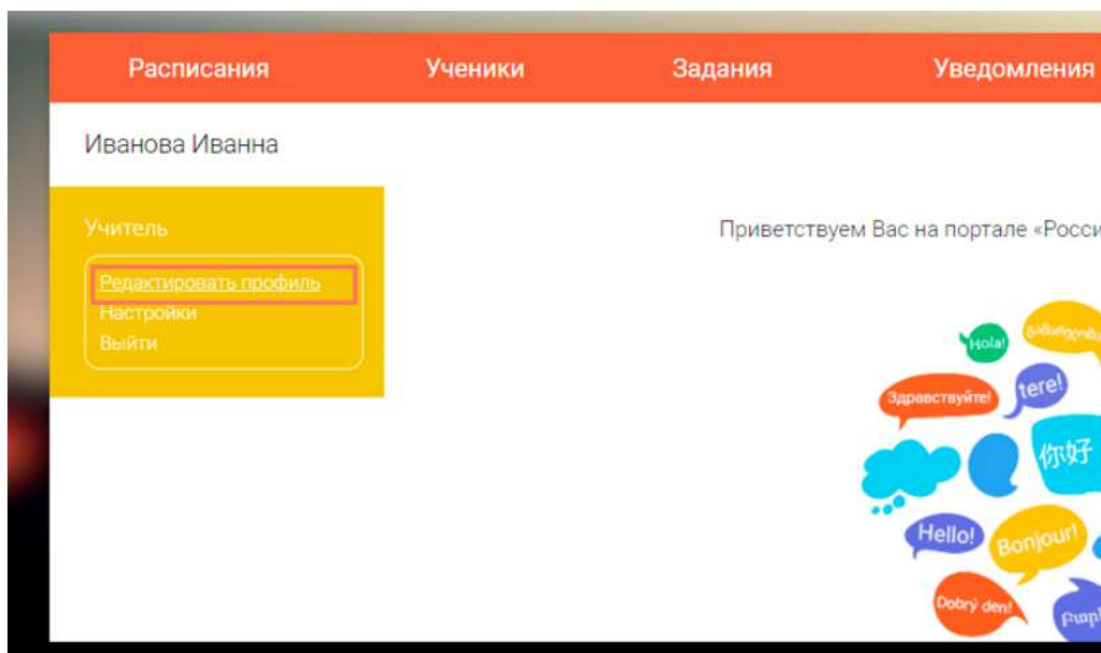 Расписания Ученики Задания Уведомления
Иванова Иванна
Учитель
Приветствуем Вас на портале «Росси
Редактировать профиль
Настройки
Выйти
Hola!
Здравствуйте!
tere!
你好
Hello!
Bonjour!
Dobrý den!